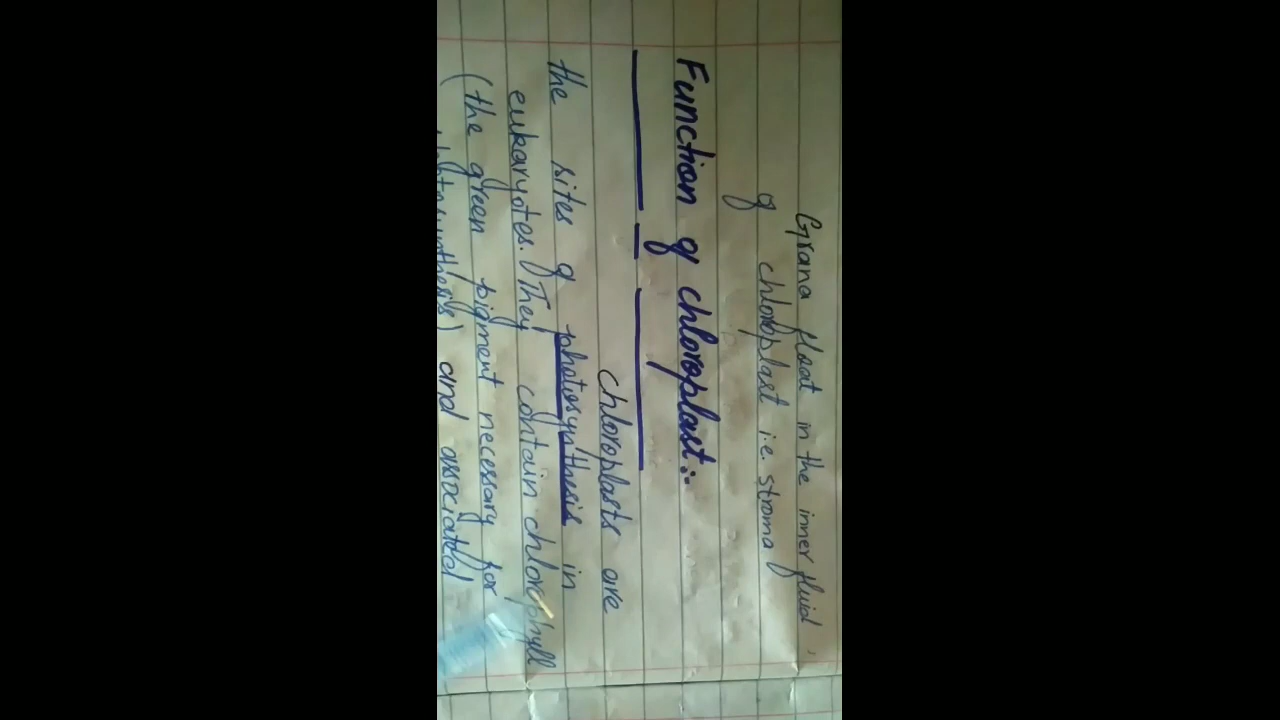 Grana float in the inner fluid,
of chloroplast i.e. stroma
Function of chloroplast:-
chloroplasts are
the sites of photosynthesis in
eukaryotes. They contain chlorophyll
(the green pigment necessary for
photosynthesis) and associated